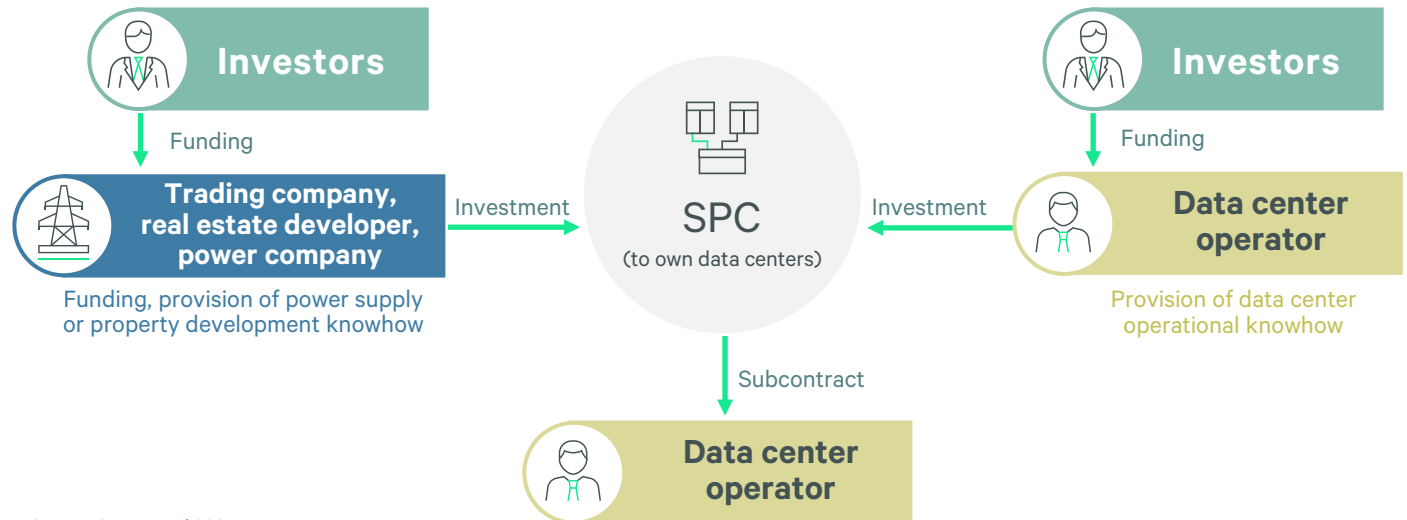 Investors
Funding
Trading company,
real estate developer,
power company
Funding, provision of power supply
or property development knowhow
Investment
SPC
(to own data centers)
Investment
Investors
Funding
Data center
operator
Provision of data center
operational knowhow
Subcontract
Data center
operator